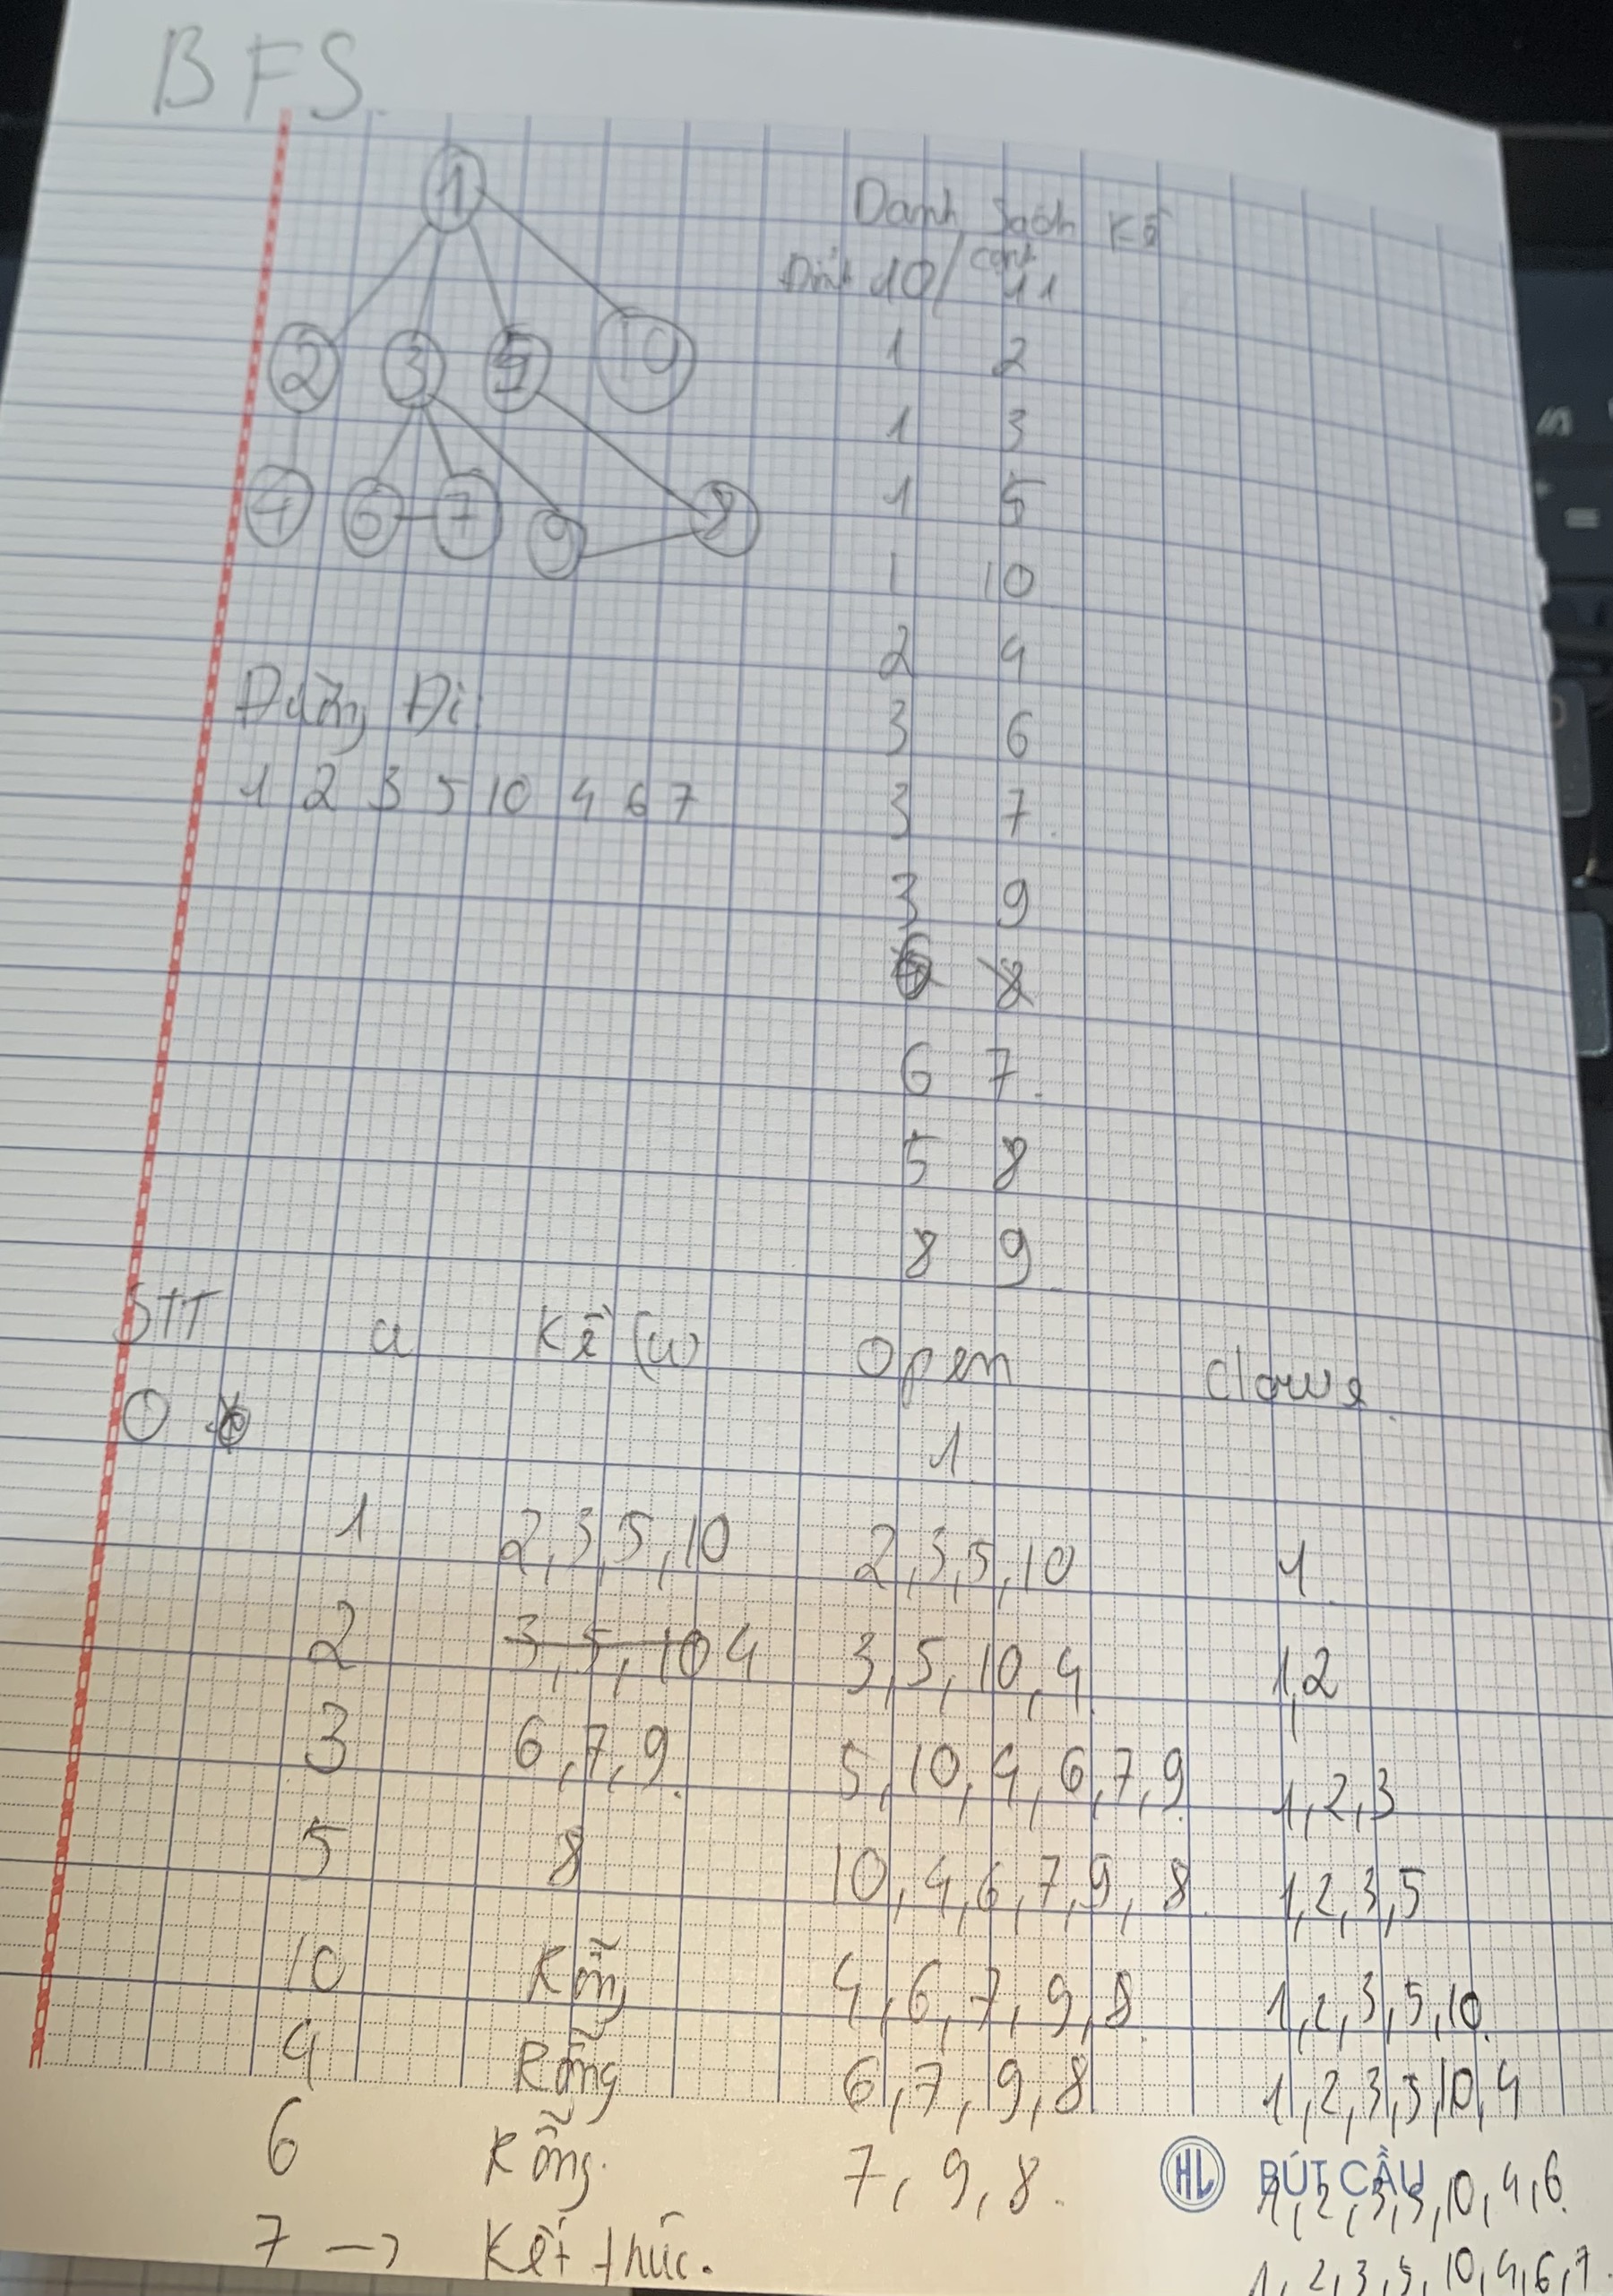 BFS.
1
2 3 5 10
4 6 7 9 8
Danh Sách Kề
Đỉnh 10/cạnh 11
1 2
1 3
1 5
1 10
2 4
3 6
3 7
3 9
8
6 7
5 8
8 9
Đường Đi:
1 2 3 5 10 4 6 7
STT u Kề (u) Open Clowse
0 1
1 2,3,5,10 2,3,5,10 1
2 3,5,10 4 3,5,10,4 1,2
3 6,7,9 5,10,4,6,7,9 1,2,3
5 8 10,4,6,7,9,8 1,2,3,5
10 Rỗng 4,6,7,9,8 1,2,3,5,10
4 Rỗng 6,7,9,8 1,2,3,5,10,4
6 Rỗng. 7,9,8. 1,2,3,5,10,4,6
HL BÚT CẦU
7 → Kết thúc. 1,2,3,5,10,4,6,7.